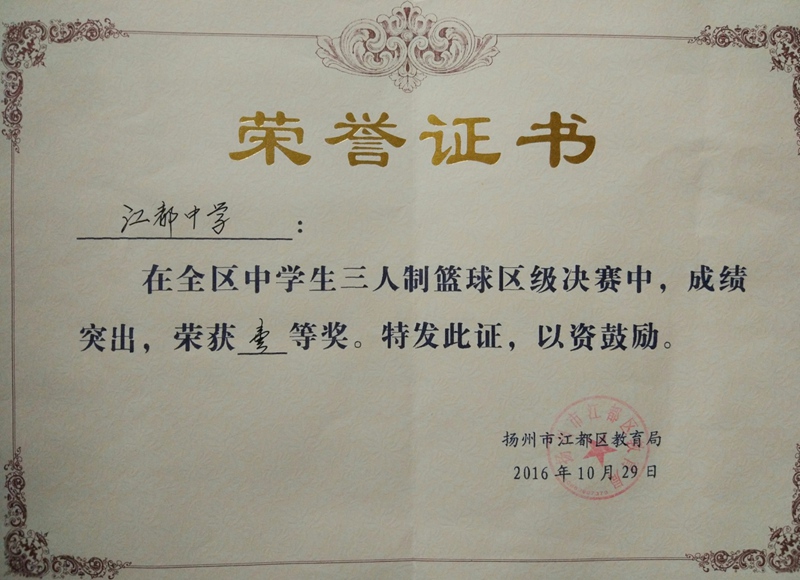 荣誉证书
江都中学：
在全区中学生三人制篮球区级决赛中，成绩
突出，荣获壹等奖。特发此证，以资鼓励。
扬州市江都区教育局
2016年10月29日